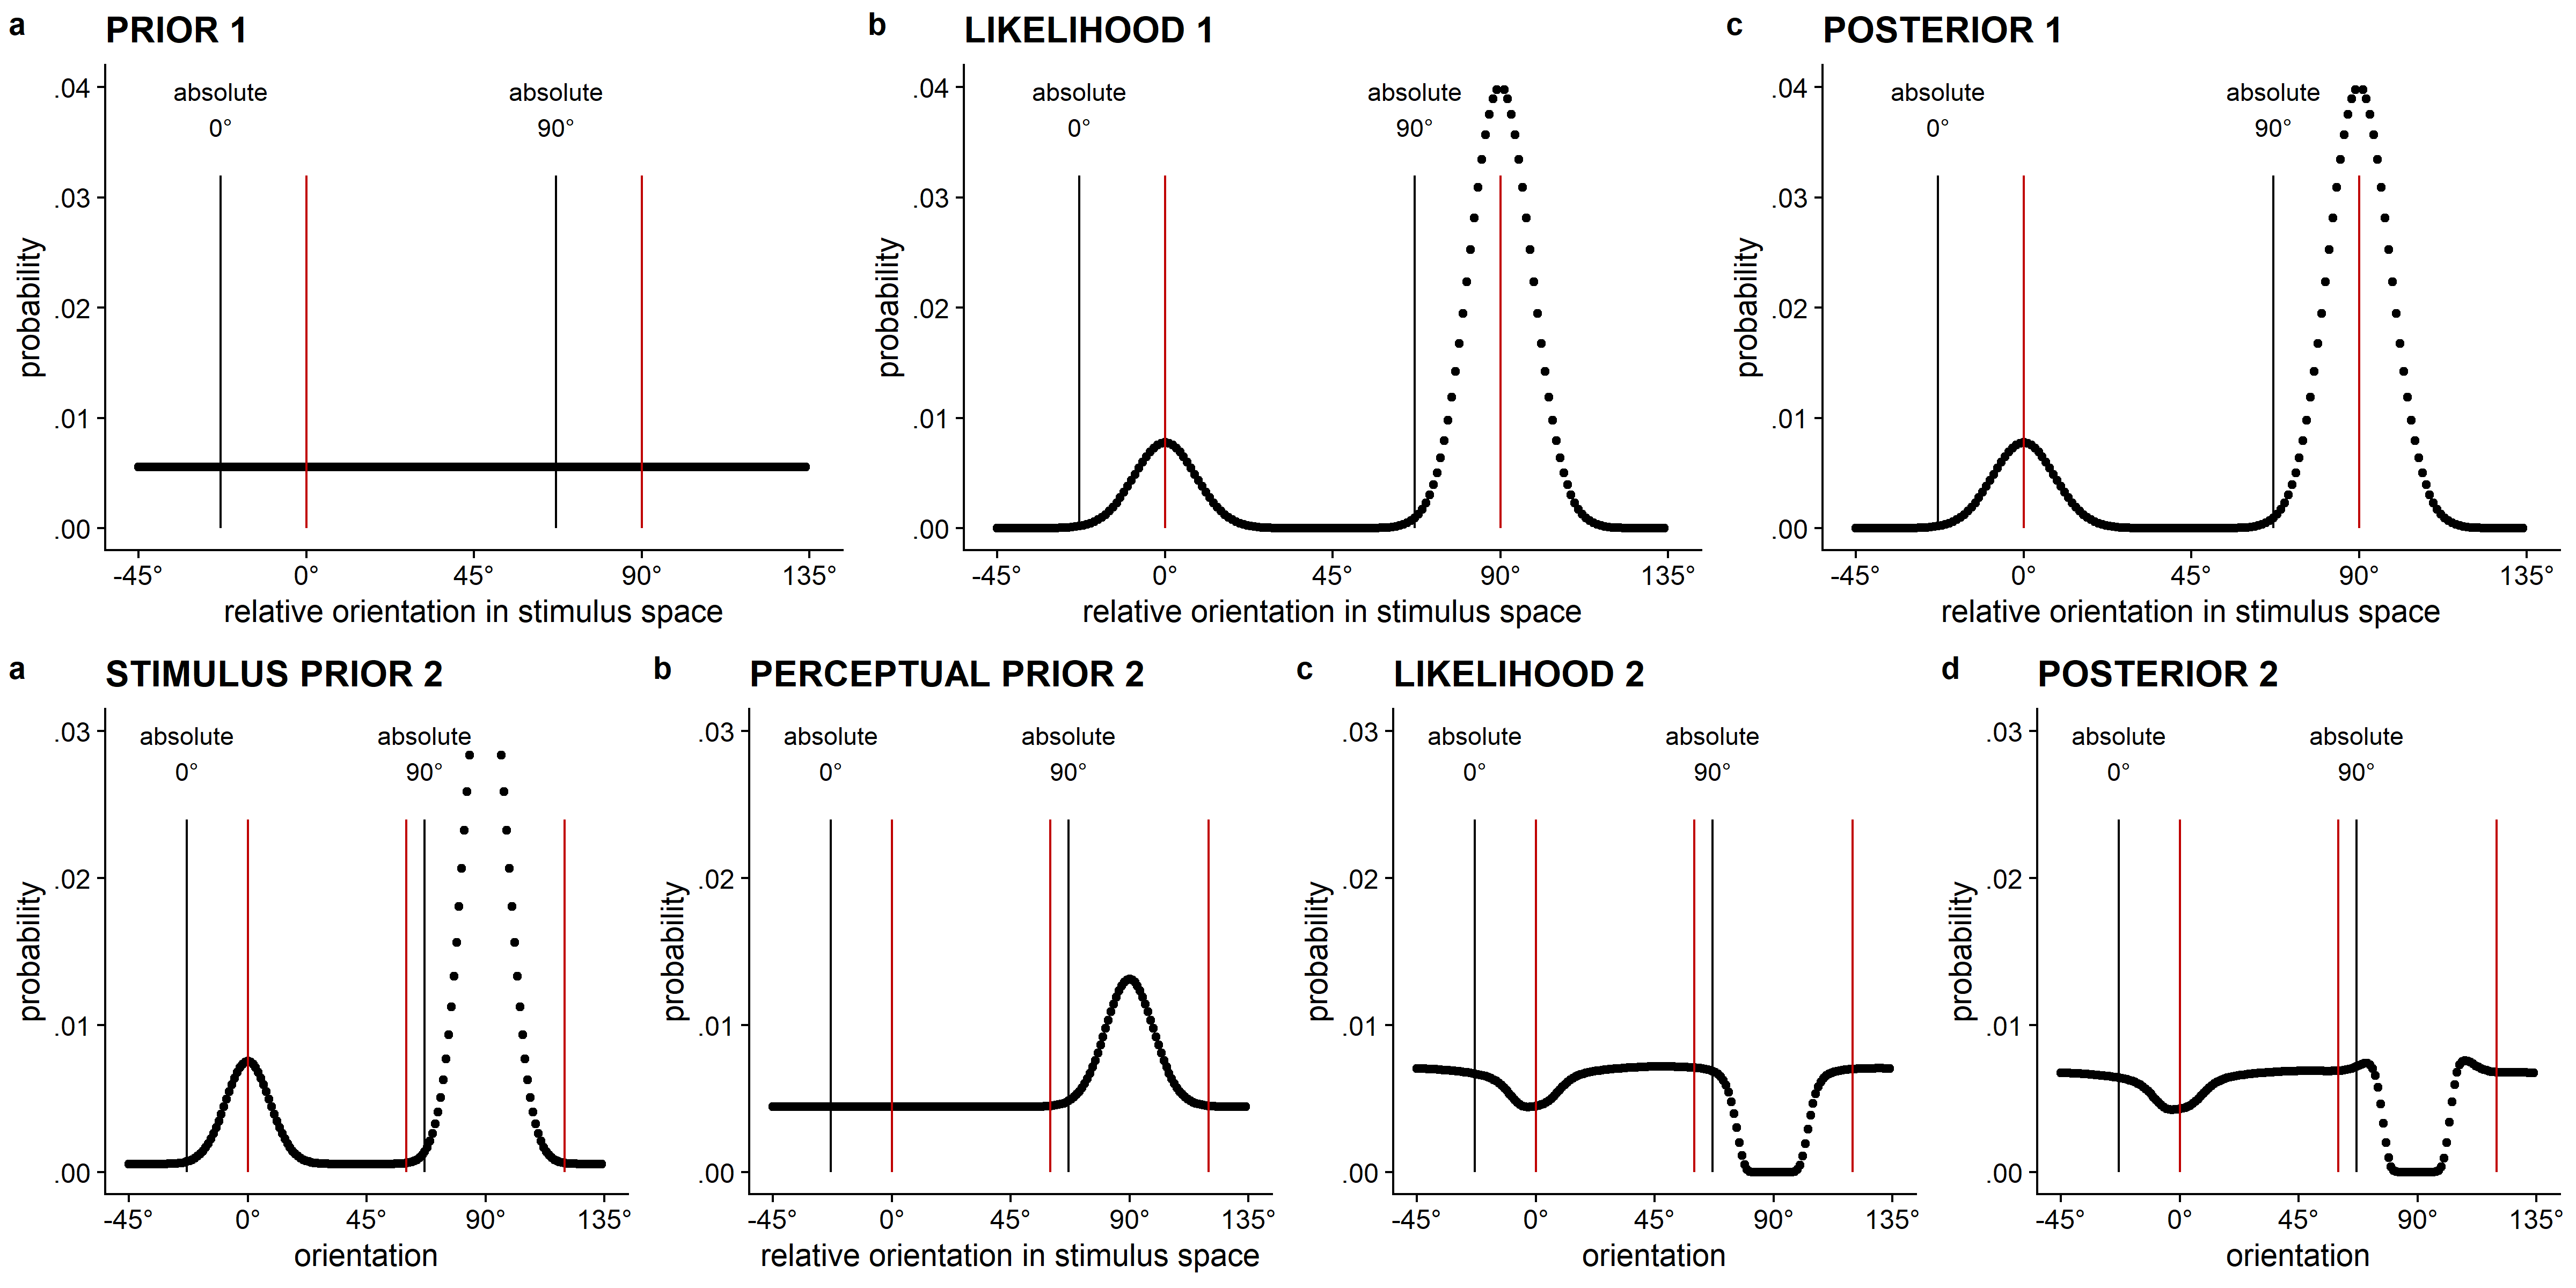 a PRIOR 1
.04
.03
.02
.01
.00
absolute absolute
0° 90°
probability
-45° 0° 45° 90° 135°
relative orientation in stimulus space
b LIKELIHOOD 1
.04
.03
.02
.01
.00
absolute absolute
0° 90°
probability
-45° 0° 45° 90° 135°
relative orientation in stimulus space
c POSTERIOR 1
.04
.03
.02
.01
.00
absolute absolute
0° 90°
probability
-45° 0° 45° 90° 135°
relative orientation in stimulus space
a STIMULUS PRIOR 2
.03
.02
.01
.00
absolute absolute
0° 90°
probability
-45° 0° 45° 90° 135°
orientation
b PERCEPTUAL PRIOR 2
.03
.02
.01
.00
absolute absolute
0° 90°
probability
-45° 0° 45° 90° 135°
relative orientation in stimulus space
c LIKELIHOOD 2
.03
.02
.01
.00
absolute absolute
0° 90°
probability
-45° 0° 45° 90° 135°
orientation
d POSTERIOR 2
.03
.02
.01
.00
absolute absolute
0° 90°
probability
-45° 0° 45° 90° 135°
orientation